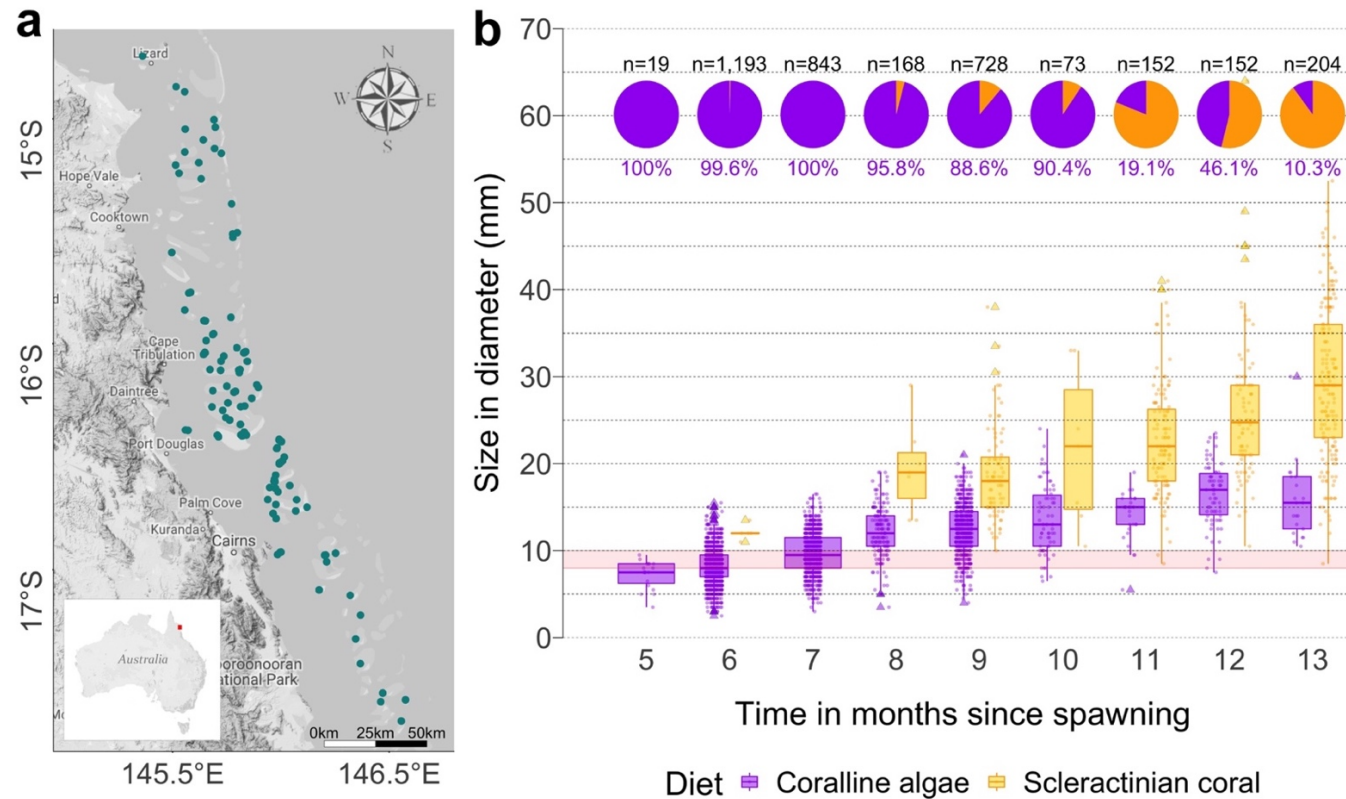 a
Lizard
N
W
E
S
15°S
Hope Vale
Cooktown
Cape
Tribulation
16°S
Daintree
Port Douglas
Palm Cove
Kuranda
Cairns
17°S
Australia
ooroonooran
ational Park
0km 25km 50km
145.5°E 146.5°E
b
70
n=19 n=1,193 n=843 n=168 n=728 n=73 n=152 n=152 n=204
60
100% 99.6% 100% 95.8% 88.6% 90.4% 19.1% 46.1% 10.3%
50
40
30
20
10
0
Size in diameter (mm)
5 6 7 8 9 10 11 12 13
Time in months since spawning
Diet Coralline algae Scleractinian coral